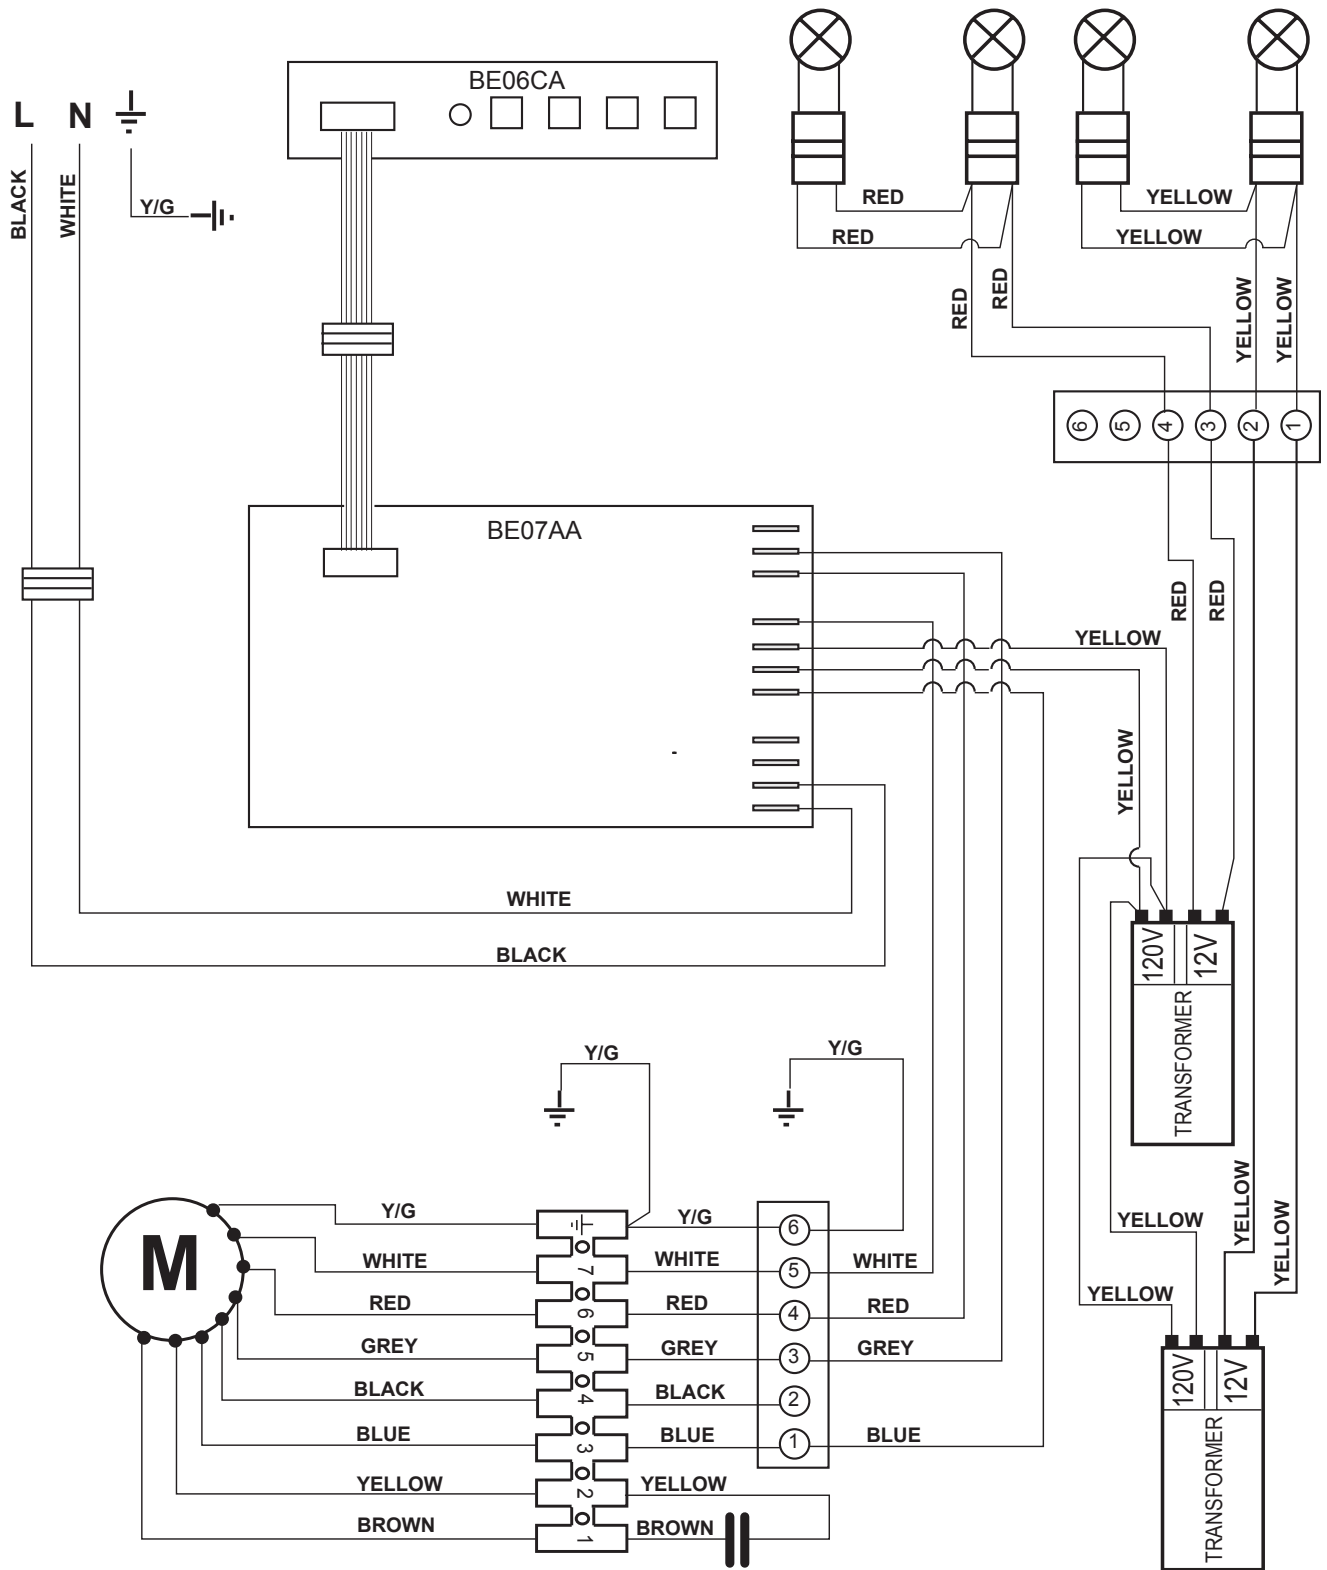 BE06CA
L N
BLACK
WHITE
Y/G
RED
RED
YELLOW
YELLOW
RED
RED
YELLOW
YELLOW
6 5 4 3 2 1
BE07AA
RED
RED
YELLOW
YELLOW
WHITE
BLACK
120V
12V
TRANSFORMER
Y/G
Y/G
M
Y/G
Y/G
6
WHITE
7
WHITE
5
WHITE
RED
6
RED
4
RED
GREY
5
GREY
3
GREY
BLACK
4
BLACK
2
BLUE
3
BLUE
1
BLUE
YELLOW
2
YELLOW
BROWN
1
BROWN
YELLOW
YELLOW
YELLOW
YELLOW
120V
12V
TRANSFORMER